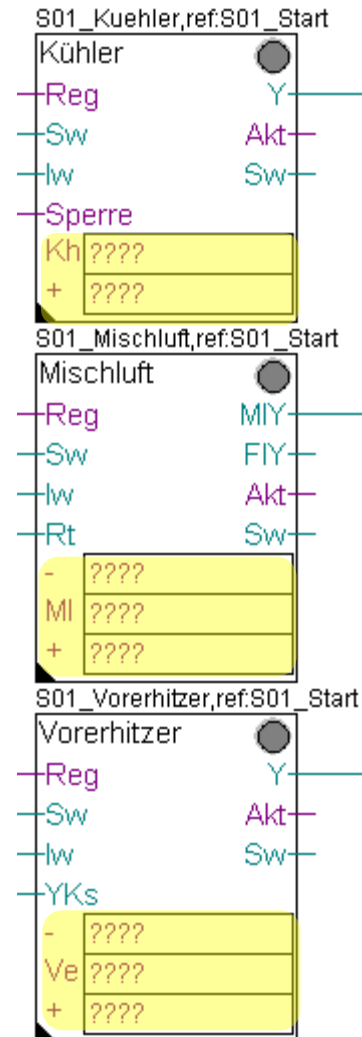 S01_Kuehler,ref:S01_Start
Kühler
Reg Y
Sw Akt
Iw Sw
Sperre
Kh ????
+ ????
S01_Mischluft,ref:S01_Start
Mischluft
Reg MIY
Sw FIY
Iw Akt
Rt Sw
- ????
MI ????
+ ????
S01_Vorerhitzer,ref:S01_Start
Vorerhitzer
Reg Y
Sw Akt
Iw Sw
YKs
- ????
Ve ????
+ ????